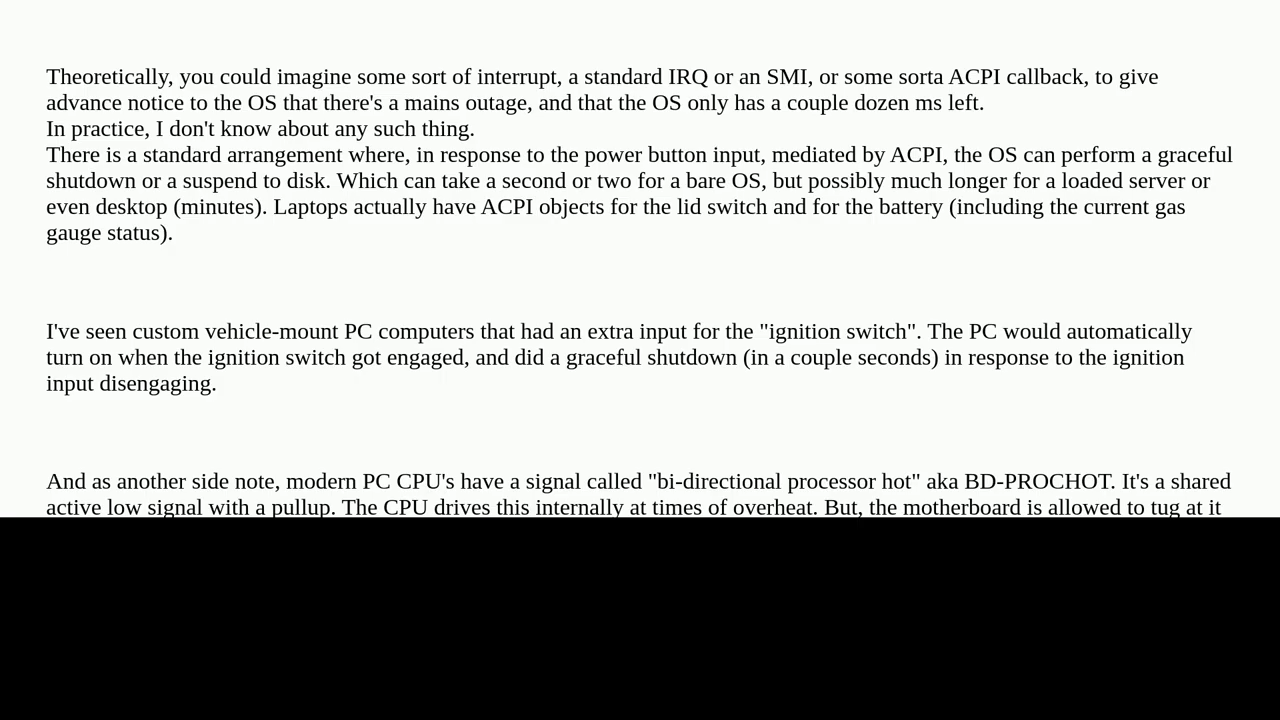 Theoretically, you could imagine some sort of interrupt, a standard IRQ or an SMI, or some sorta ACPI callback, to give
advance notice to the OS that there's a mains outage, and that the OS only has a couple dozen ms left.
In practice, I don't know about any such thing.
There is a standard arrangement where, in response to the power button input, mediated by ACPI, the OS can perform a graceful
shutdown or a suspend to disk. Which can take a second or two for a bare OS, but possibly much longer for a loaded server or
even desktop (minutes). Laptops actually have ACPI objects for the lid switch and for the battery (including the current gas
gauge status).
I've seen custom vehicle-mount PC computers that had an extra input for the "ignition switch". The PC would automatically
turn on when the ignition switch got engaged, and did a graceful shutdown (in a couple seconds) in response to the ignition
input disengaging.
And as another side note, modern PC CPU's have a signal called "bi-directional processor hot" aka BD-PROCHOT. It's a shared
active low signal with a pullup. The CPU drives this internally at times of overheat. But, the motherboard is allowed to tug at it